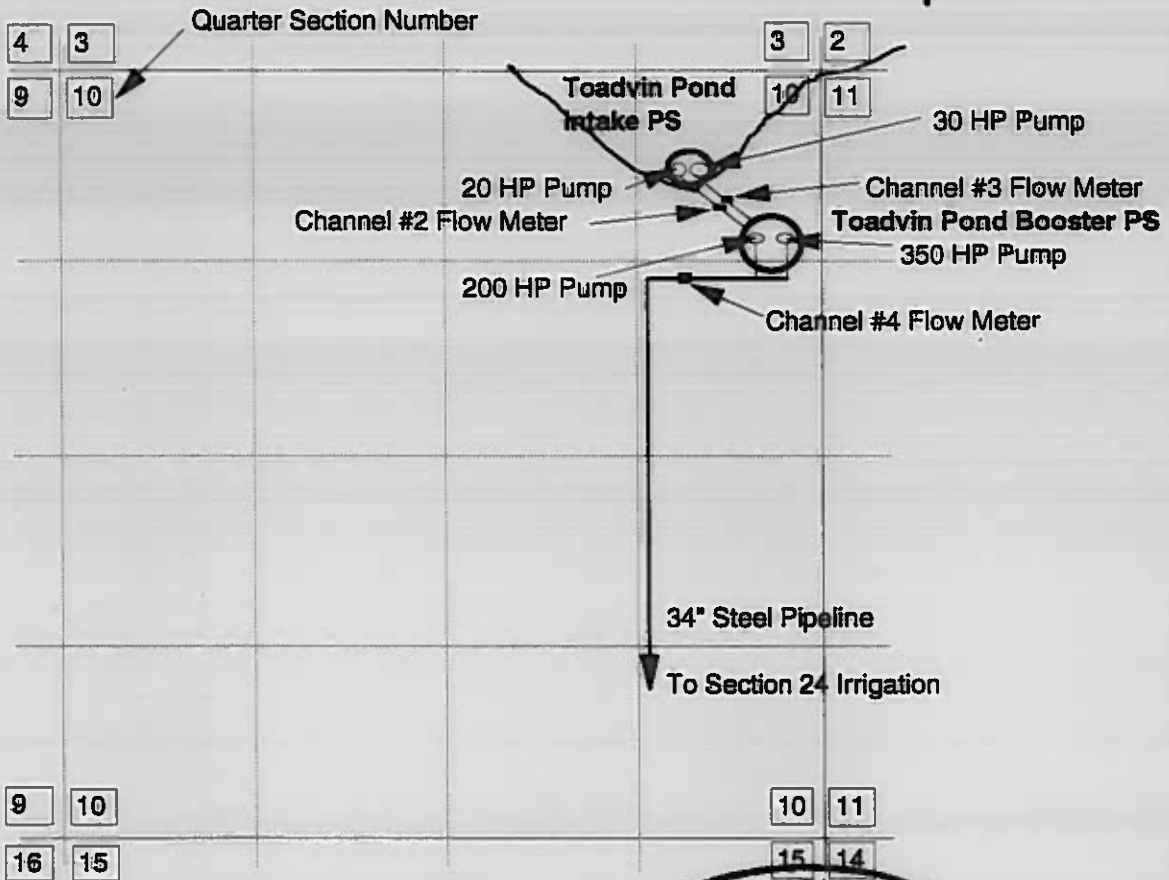 Quarter Section Number
4 3
3 2
9 10
10 11
Toadvin Pond
Intake PS
30 HP Pump
20 HP Pump
Channel #3 Flow Meter
Channel #2 Flow Meter
Toadvin Pond Booster PS
350 HP Pump
200 HP Pump
Channel #4 Flow Meter
34" Steel Pipeline
To Section 24 Irrigation
9 10
10 11
16 15
15 14